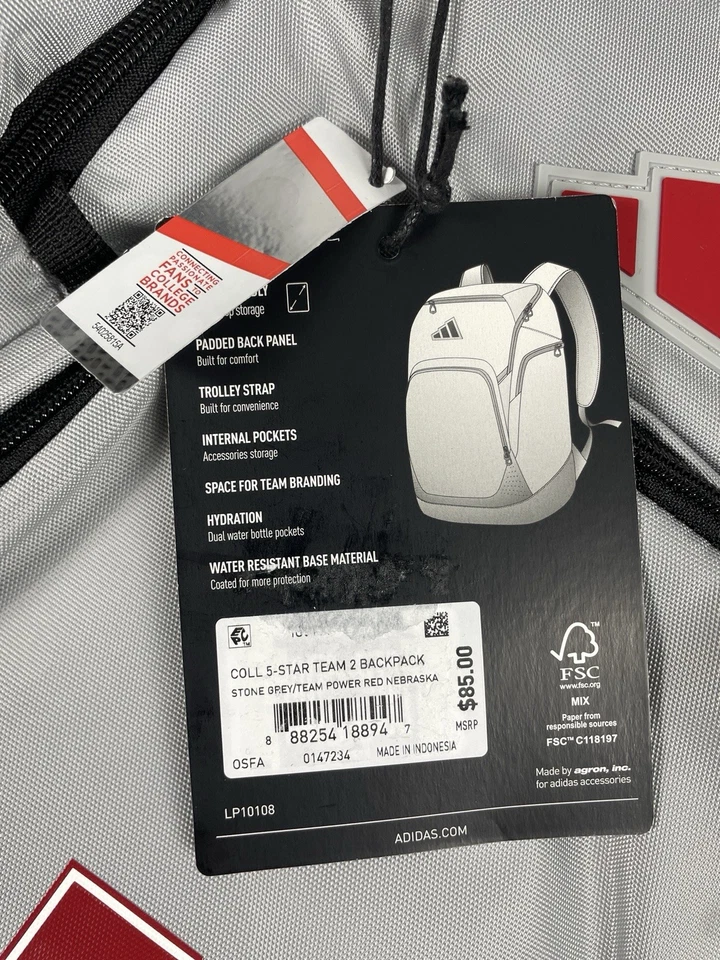 CONNECTING
PASSIONATE
FANS TO
COLLEGE
BRANDS
storage
PADDED BACK PANEL
Built for comfort
TROLLEY STRAP
Built for convenience
INTERNAL POCKETS
Accessories storage
SPACE FOR TEAM BRANDING
HYDRATION
Dual water bottle pockets
WATER RESISTANT BASE MATERIAL
Coated for more protection
EPC™
COLL 5-STAR TEAM 2 BACKPACK
STONE GREY/TEAM POWER RED NEBRASKA
$85.00
MSRP
8 88254 18894 7
OSFA 0147234 MADE IN INDONESIA
™
FSC
www.fsc.org
MIX
Paper from
responsible sources
FSC™ C118197
Made by agron, inc.
for adidas accessories
LP10108
ADIDAS.COM